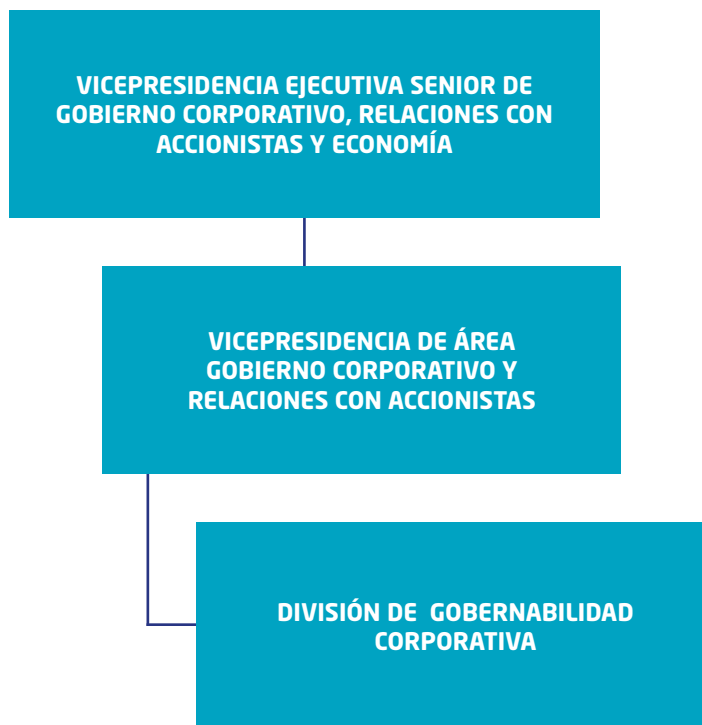 VICEPRESIDENCIA EJECUTIVA SENIOR DE
GOBIERNO CORPORATIVO, RELACIONES CON
ACCIONISTAS Y ECONOMÍA
VICEPRESIDENCIA DE ÁREA
GOBIERNO CORPORATIVO Y
RELACIONES CON ACCIONISTAS
DIVISIÓN DE GOBERNABILIDAD
CORPORATIVA